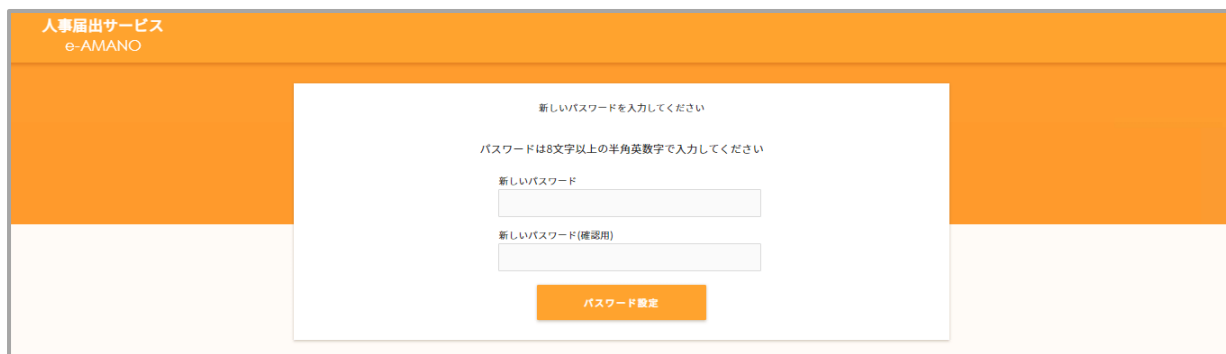 人事届出サービス
e-AMANO
新しいパスワードを入力してください
パスワードは8文字以上の半角英数字で入力してください
新しいパスワード
新しいパスワード(確認用)
パスワード設定